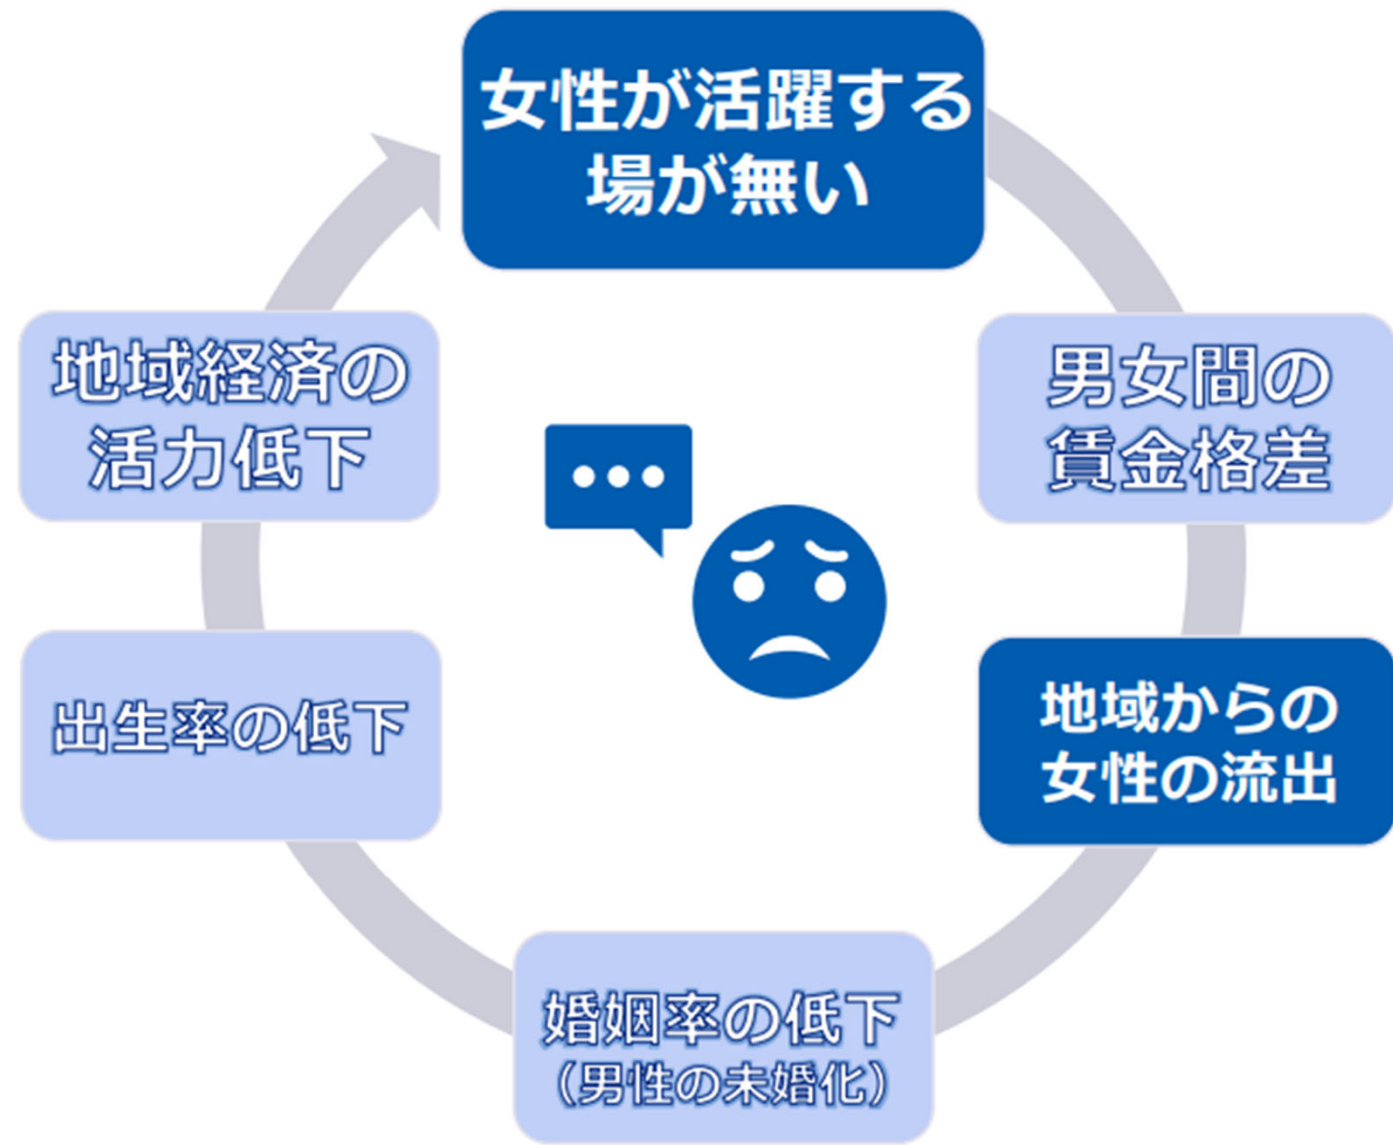 女性が活躍する
場が無い
男女間の
賃金格差
地域からの
女性の流出
婚姻率の低下
（男性の未婚化）
出生率の低下
地域経済の
活力低下